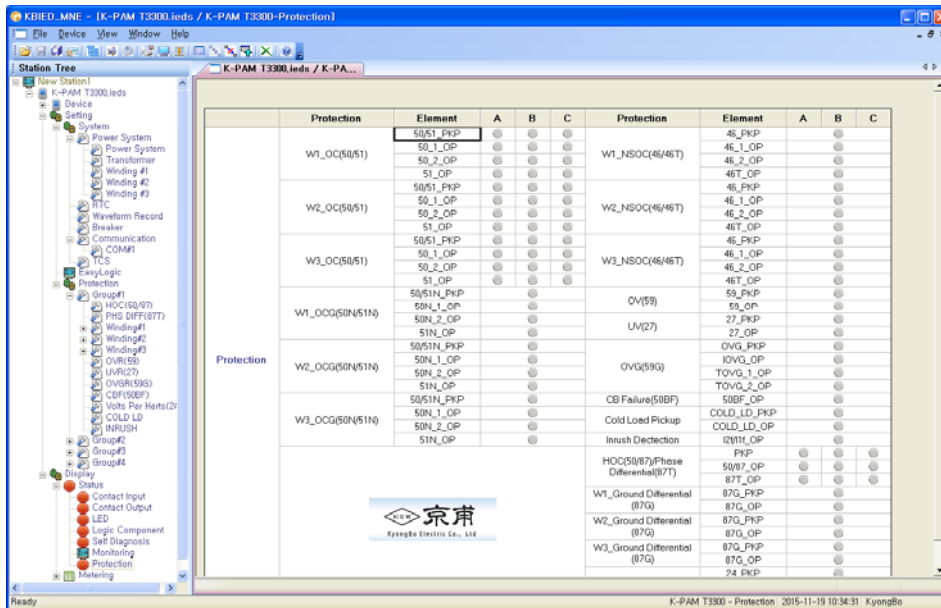 KBIED_MNE - [K-PAM T3300.ieds / K-PAM T3300-Protection]
File Device View Window Help
Station Tree
K-PAM T3300.ieds / K-PA...
New Station1
K-PAM T3300.ieds
Device
Setting
System
Power System
Power System
Transformer
Winding #1
Winding #2
Winding #3
RTC
Waveform Record
Breaker
Communication
COM#1
TCS
EasyLogic
Protection
Group#1
HOC(50/87)
PHS DIFF(87T)
Winding#1
Winding#2
Winding#3
OVR(59)
UVR(27)
OVGR(59G)
CBF(50BF)
Volts Per Herts(24
COLD LD
INRUSH
Group#2
Group#3
Group#4
Display
Status
Contact Input
Contact Output
LED
Logic Component
Self Diagnosis
Monitoring
Protection
Metering
Protection Element A B C Protection Element A B C
Protection
W1_OC(50/51)
50/51_PKP
50_1_OP
50_2_OP
51_OP
W2_OC(50/51)
50/51_PKP
50_1_OP
50_2_OP
51_OP
W3_OC(50/51)
50/51_PKP
50_1_OP
50_2_OP
51_OP
W1_OCG(50N/51N)
50/51N_PKP
50N_1_OP
50N_2_OP
51N_OP
W2_OCG(50N/51N)
50/51N_PKP
50N_1_OP
50N_2_OP
51N_OP
W3_OCG(50N/51N)
50/51N_PKP
50N_1_OP
50N_2_OP
51N_OP
W1_NSOC(46/46T)
46_PKP
46_1_OP
46_2_OP
46T_OP
W2_NSOC(46/46T)
46_PKP
46_1_OP
46_2_OP
46T_OP
W3_NSOC(46/46T)
46_PKP
46_1_OP
46_2_OP
46T_OP
OV(59)
59_PKP
59_OP
UV(27)
27_PKP
27_OP
OVG(59G)
OVG_PKP
IOVG_OP
TOVG_1_OP
TOVG_2_OP
CB Failure(50BF)
50BF_OP
Cold Load Pickup
COLD_LD_PKP
COLD_LD_OP
Inrush Dectection
I2f/I1f_OP
HOC(50/87)/Phase
Differential(87T)
PKP
50/87_OP
87T_OP
W1_Ground Differential
(87G)
87G_PKP
87G_OP
W2_Ground Differential
(87G)
87G_PKP
87G_OP
W3_Ground Differential
(87G)
87G_PKP
87G_OP
24_PKP
KEW 京甫
KyongBo Electric Co., Ltd
Ready
K-PAM T3300 - Protection 2015-11-19 10:34:31 KyongBo